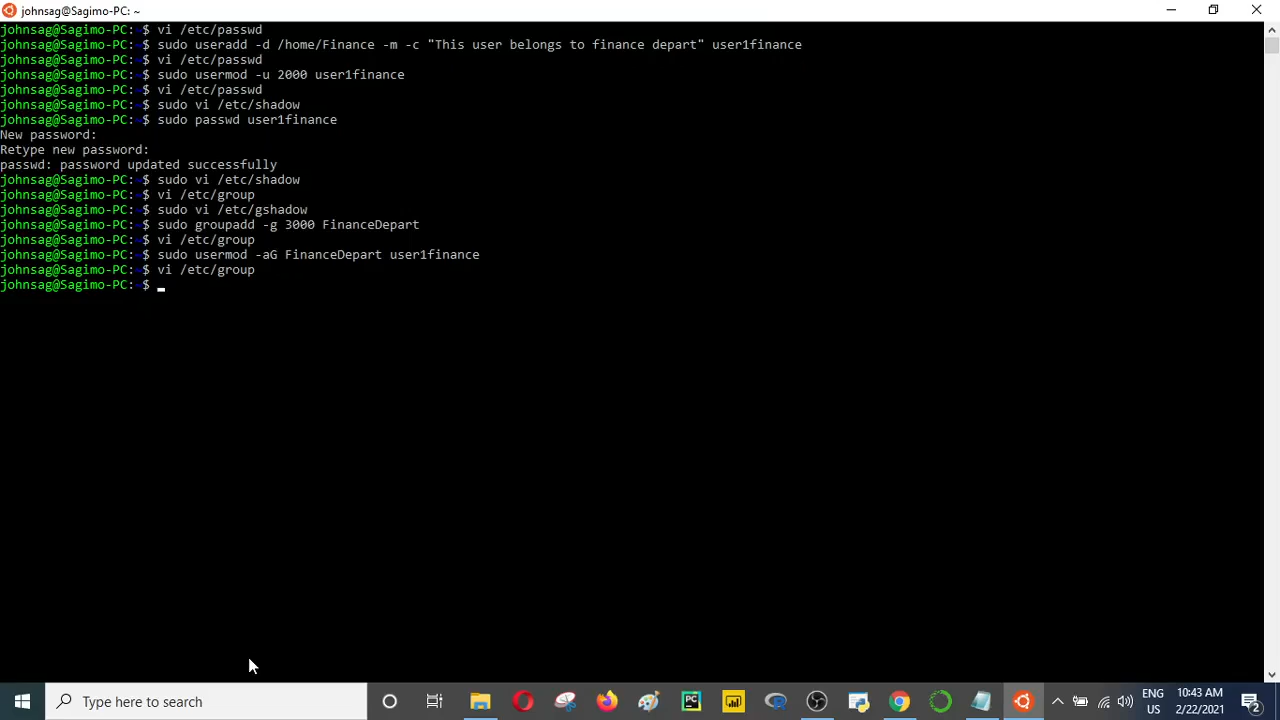 johnsag@Sagimo-PC: ~
johnsag@Sagimo-PC:~$ vi /etc/passwd
johnsag@Sagimo-PC:~$ sudo useradd -d /home/Finance -m -c "This user belongs to finance depart" user1finance
johnsag@Sagimo-PC:~$ vi /etc/passwd
johnsag@Sagimo-PC:~$ sudo usermod -u 2000 user1finance
johnsag@Sagimo-PC:~$ vi /etc/passwd
johnsag@Sagimo-PC:~$ sudo vi /etc/shadow
johnsag@Sagimo-PC:~$ sudo passwd user1finance
New password:
Retype new password:
passwd: password updated successfully
johnsag@Sagimo-PC:~$ sudo vi /etc/shadow
johnsag@Sagimo-PC:~$ vi /etc/group
johnsag@Sagimo-PC:~$ sudo vi /etc/gshadow
johnsag@Sagimo-PC:~$ sudo groupadd -g 3000 FinanceDepart
johnsag@Sagimo-PC:~$ vi /etc/group
johnsag@Sagimo-PC:~$ sudo usermod -aG FinanceDepart user1finance
johnsag@Sagimo-PC:~$ vi /etc/group
johnsag@Sagimo-PC:~$
Type here to search
PC
R
ENG
US
10:43 AM
2/22/2021
2